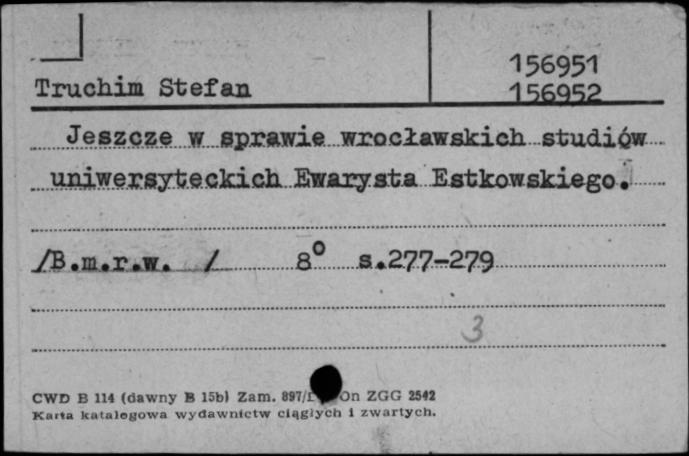 156951
Truchim Stefan 156952
Jeszcze w sprawie wrocławskich studiów
uniwersyteckich Ewarysta Estkowskiego.
/B.m.r.w. / 8° s.277-279
3
CWD B 114 (dawny B 15b) Zam. 897/ On ZGG 2542
Karta katalogowa wydawnictw ciągłych i zwartych.